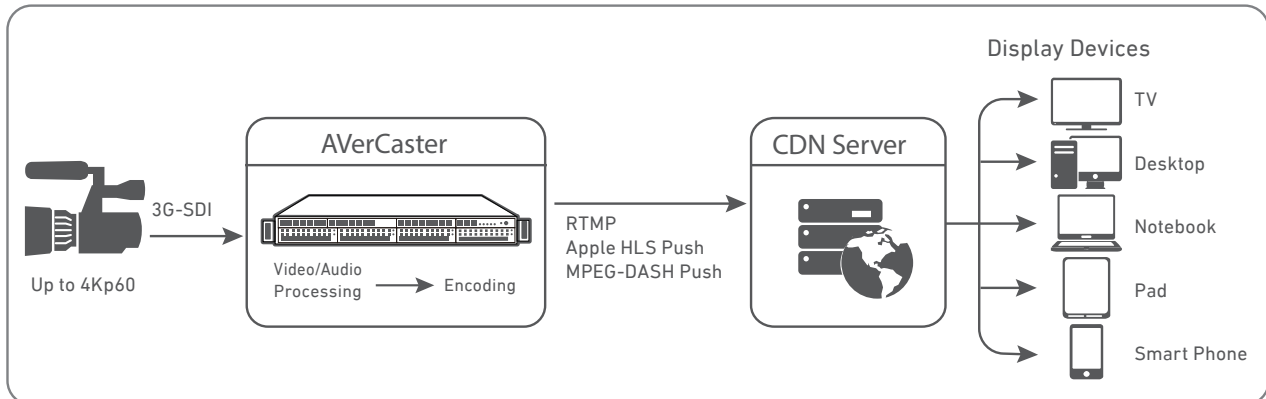 Display Devices
TV
AVerCaster
CDN Server
Desktop
3G-SDI
RTMP
Notebook
Apple HLS Push
MPEG-DASH Push
Up to 4Kp60
Video/Audio
Processing
Encoding
Pad
Smart Phone